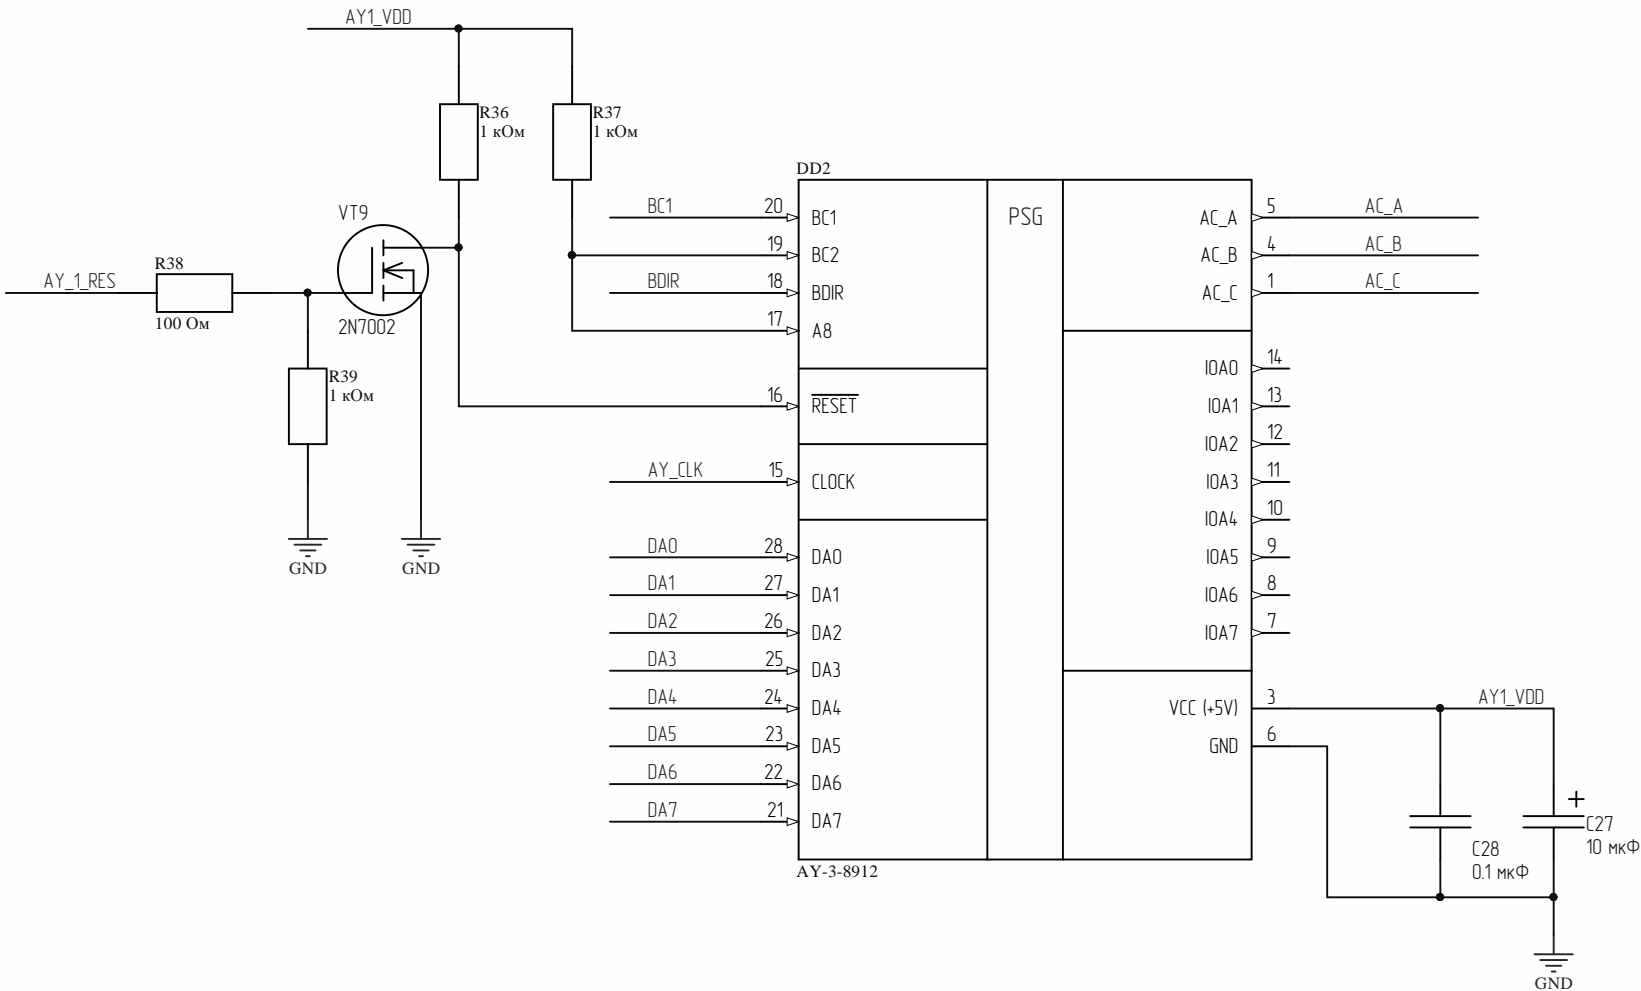 AY1_VDD
R36
1 кОм
R37
1 кОм
DD2
VT9
2N7002
AY_1_RES
R38
100 Ом
R39
1 кОм
GND
GND
BC1
20
BC1
19
BC2
BDIR
18
BDIR
17
A8
16
RESET
AY_CLK
15
CLOCK
DA0
28
DA0
DA1
27
DA1
DA2
26
DA2
DA3
25
DA3
DA4
24
DA4
DA5
23
DA5
DA6
22
DA6
DA7
21
DA7
PSG
AC_A
5
AC_A
AC_B
4
AC_B
AC_C
1
AC_C
IOA0
14
IOA1
13
IOA2
12
IOA3
11
IOA4
10
IOA5
9
IOA6
8
IOA7
7
VCC (+5V)
3
AY1_VDD
GND
6
+
C27
10 мкФ
C28
0.1 мкФ
AY-3-8912
GND